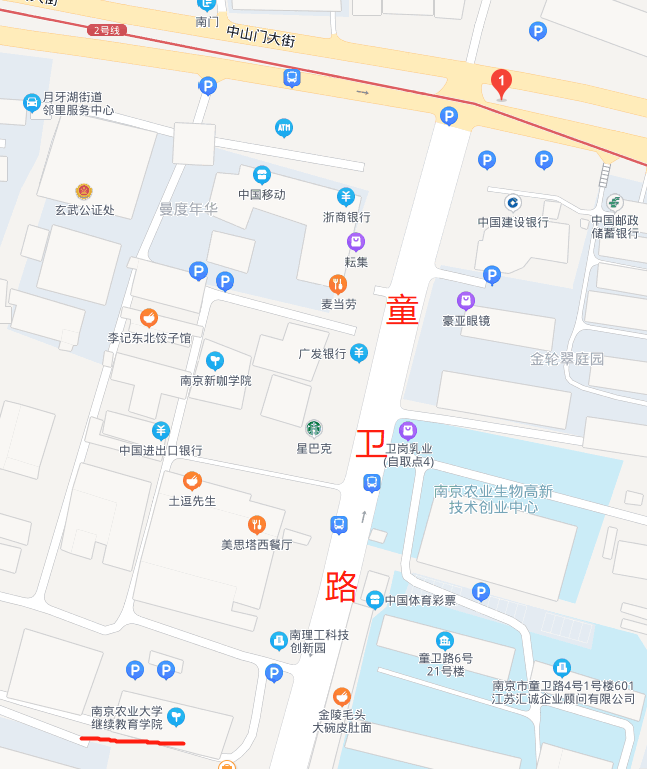 南门
中山门大街
2号线
1
月牙湖街道
邻里服务中心
ATM
中国移动
浙商银行
中国建设银行
中国邮政
储蓄银行
玄武公证处
曼度年华
耘集
麦当劳
童
豪亚眼镜
李记东北饺子馆
广发银行
金轮翠庭园
南京新咖学院
星巴克
卫
卫岗乳业
(自取点4)
中国进出口银行
土逗先生
南京农业生物高新
技术创业中心
美思塔西餐厅
路
中国体育彩票
南理工科技
创新园
童卫路6号
21号楼
南京市童卫路4号1号楼601
江苏汇诚企业顾问有限公司
南京农业大学
继续教育学院
金陵毛头
大碗皮肚面
P
P
P
P
P
P
P
P
P
P
P
P